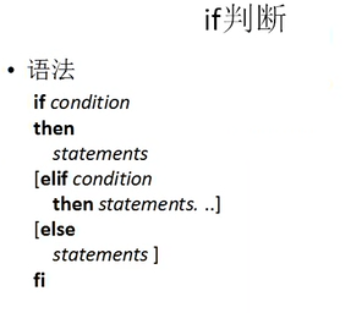 if判断
• 语法
if condition
then
statements
[elif condition
then statements. ..]
[else
statements ]
fi